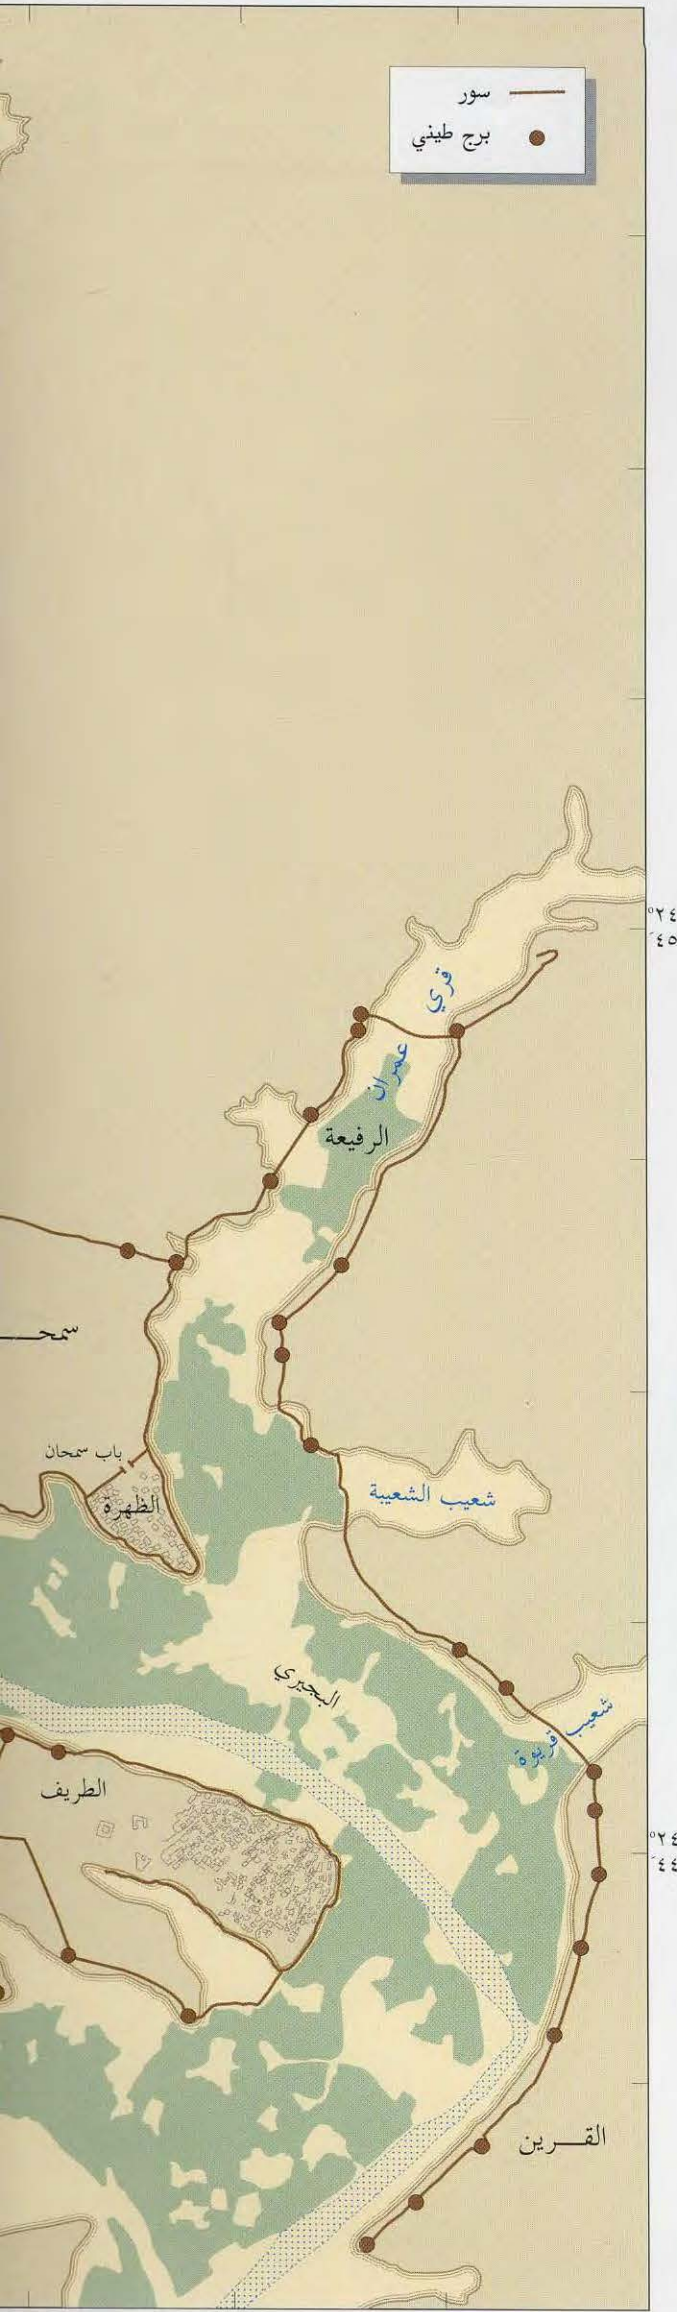 سور
برج طيني
°٢٤
´٤٥
قري
عمران
الرفيعة
سمحـ
باب سمحان
الظهرة
شعيب الشعيبة
البجيري
شعيب قريوة
الطريف
°٢٤
´٤٤
القرين